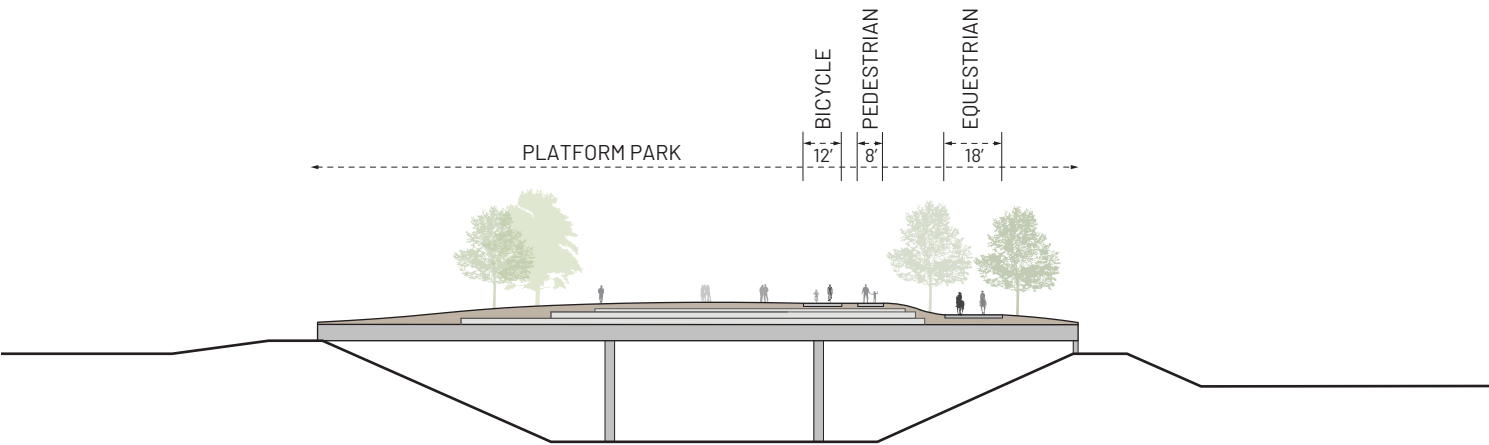 PLATFORM PARK
BICYCLE
12′
PEDESTRIAN
8′
EQUESTRIAN
18′